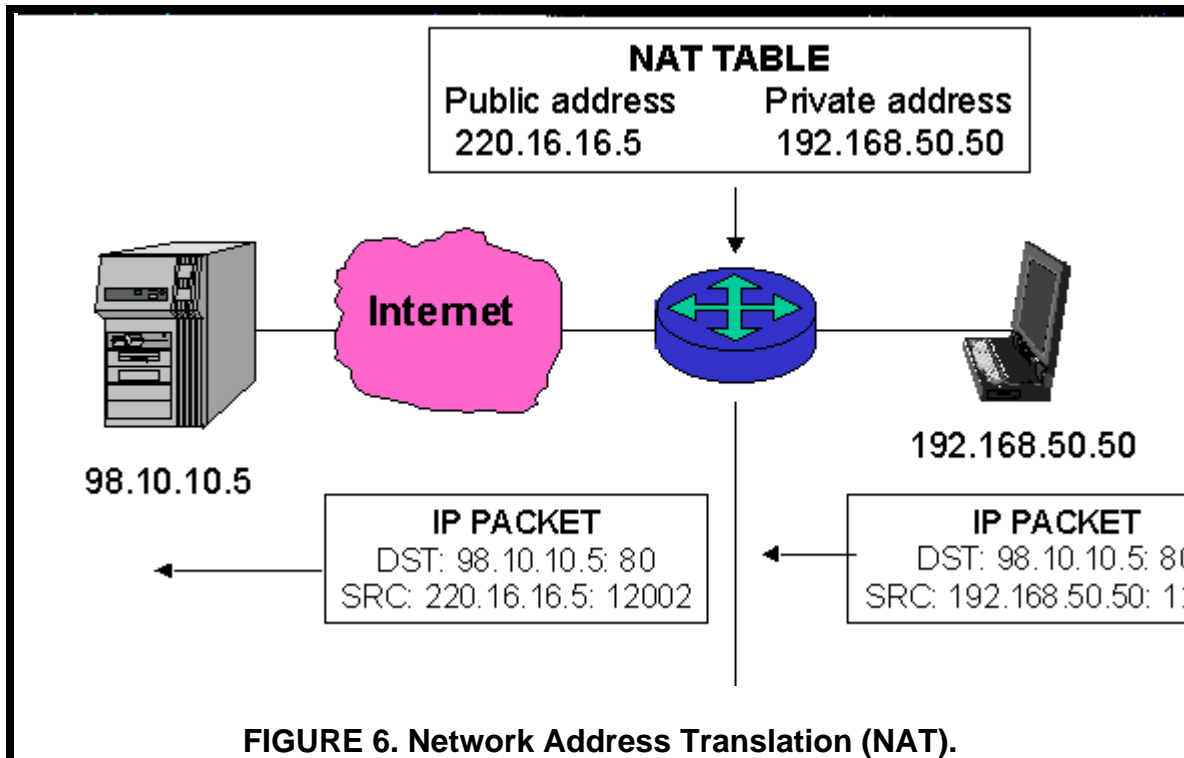 NAT TABLE
Public address Private address
220.16.16.5 192.168.50.50
Internet
98.10.10.5
192.168.50.50
IP PACKET
DST: 98.10.10.5: 80
SRC: 220.16.16.5: 12002
IP PACKET
DST: 98.10.10.5:
SRC: 192.168.50.50:
FIGURE 6. Network Address Translation (NAT).